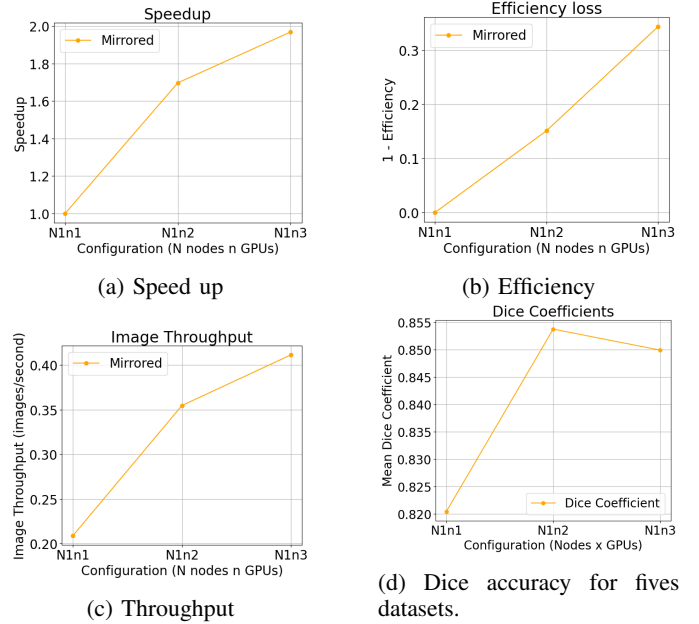 Speedup
2.0
1.8
1.6
1.4
1.2
1.0
Speedup
Mirrored
N1n1 N1n2 N1n3
Configuration (N nodes n GPUs)
(a) Speed up
Efficiency loss
0.3
0.2
0.1
0.0
1 - Efficiency
Mirrored
N1n1 N1n2 N1n3
Configuration (N nodes n GPUs)
(b) Efficiency
Image Throughput
0.40
0.35
0.30
0.25
0.20
Image Throughput (images/second)
Mirrored
N1n1 N1n2 N1n3
Configuration (N nodes n GPUs)
(c) Throughput
Dice Coefficients
0.855
0.850
0.845
0.840
0.835
0.830
0.825
0.820
Mean Dice Coefficient
Dice Coefficient
N1n1 N1n2 N1n3
Configuration (Nodes x GPUs)
(d) Dice accuracy for fives
datasets.